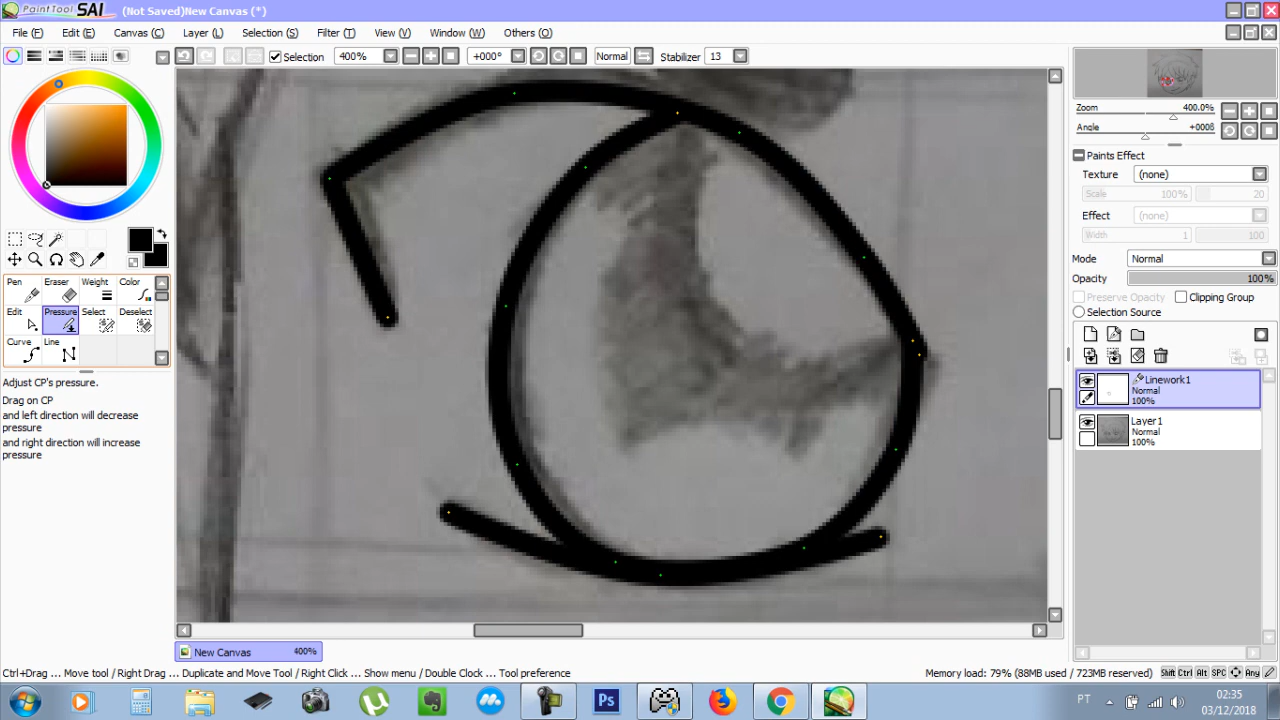 PaintTool SAI (Not Saved)New Canvas (*)
File (F) Edit (E) Canvas (C) Layer (L) Selection (S) Filter (T) View (V) Window (W) Others (O)
Selection 400% +000° Normal Stabilizer 13
Zoom 400.0%
Angle +0006
Paints Effect
Texture (none)
Scale 100% 20
Effect (none)
Width 1 100
Mode Normal
Opacity 100%
Preserve Opacity Clipping Group
Selection Source
Pen Eraser Weight Color
Edit Pressure Select Deselect
Curve Line
Adjust CP's pressure.
Drag on CP
and left direction will decrease
pressure
and right direction will increase
pressure
Linework1
Normal
100%
Layer1
Normal
100%
New Canvas 400%
Ctrl+Drag ... Move tool / Right Drag ... Duplicate and Move Tool / Right Click ... Show menu / Double Clock ... Tool preference
Memory load: 79% (88MB used / 723MB reserved) Shift Ctrl Alt SPC Any
Ps
PT 02:35
03/12/2018